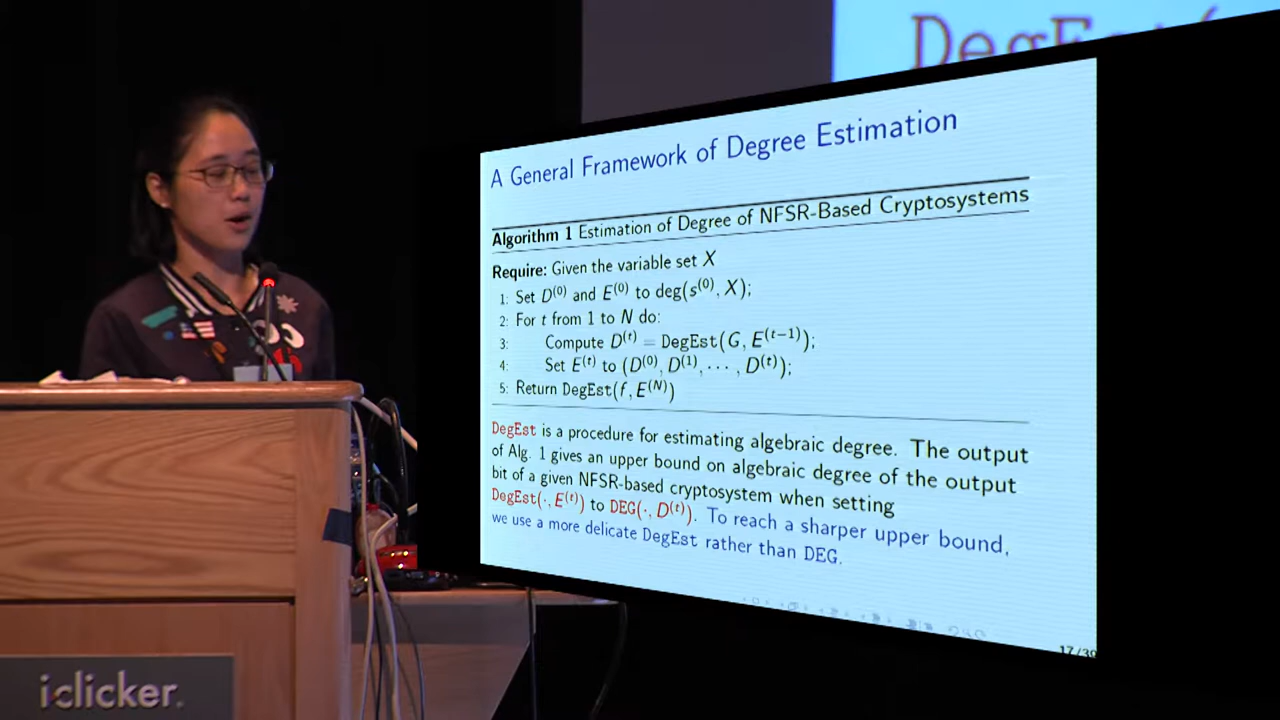 DegEst(
A General Framework of Degree Estimation
Algorithm 1 Estimation of Degree of NFSR-Based Cryptosystems
Require: Given the variable set X
1: Set D^(0) and E^(0) to deg(s^(0), X);
2: For t from 1 to N do:
3: Compute D^(t) = DegEst(G, E^(t−1));
4: Set E^(t) to (D^(0), D^(1), ⋯ , D^(t));
5: Return DegEst(f, E^(N))
DegEst is a procedure for estimating algebraic degree. The output
of Alg. 1 gives an upper bound on algebraic degree of the output
bit of a given NFSR-based cryptosystem when setting
DegEst(·, E^(t)) to DEG(·, D^(t)). To reach a sharper upper bound,
we use a more delicate DegEst rather than DEG.
17/30
iclicker.